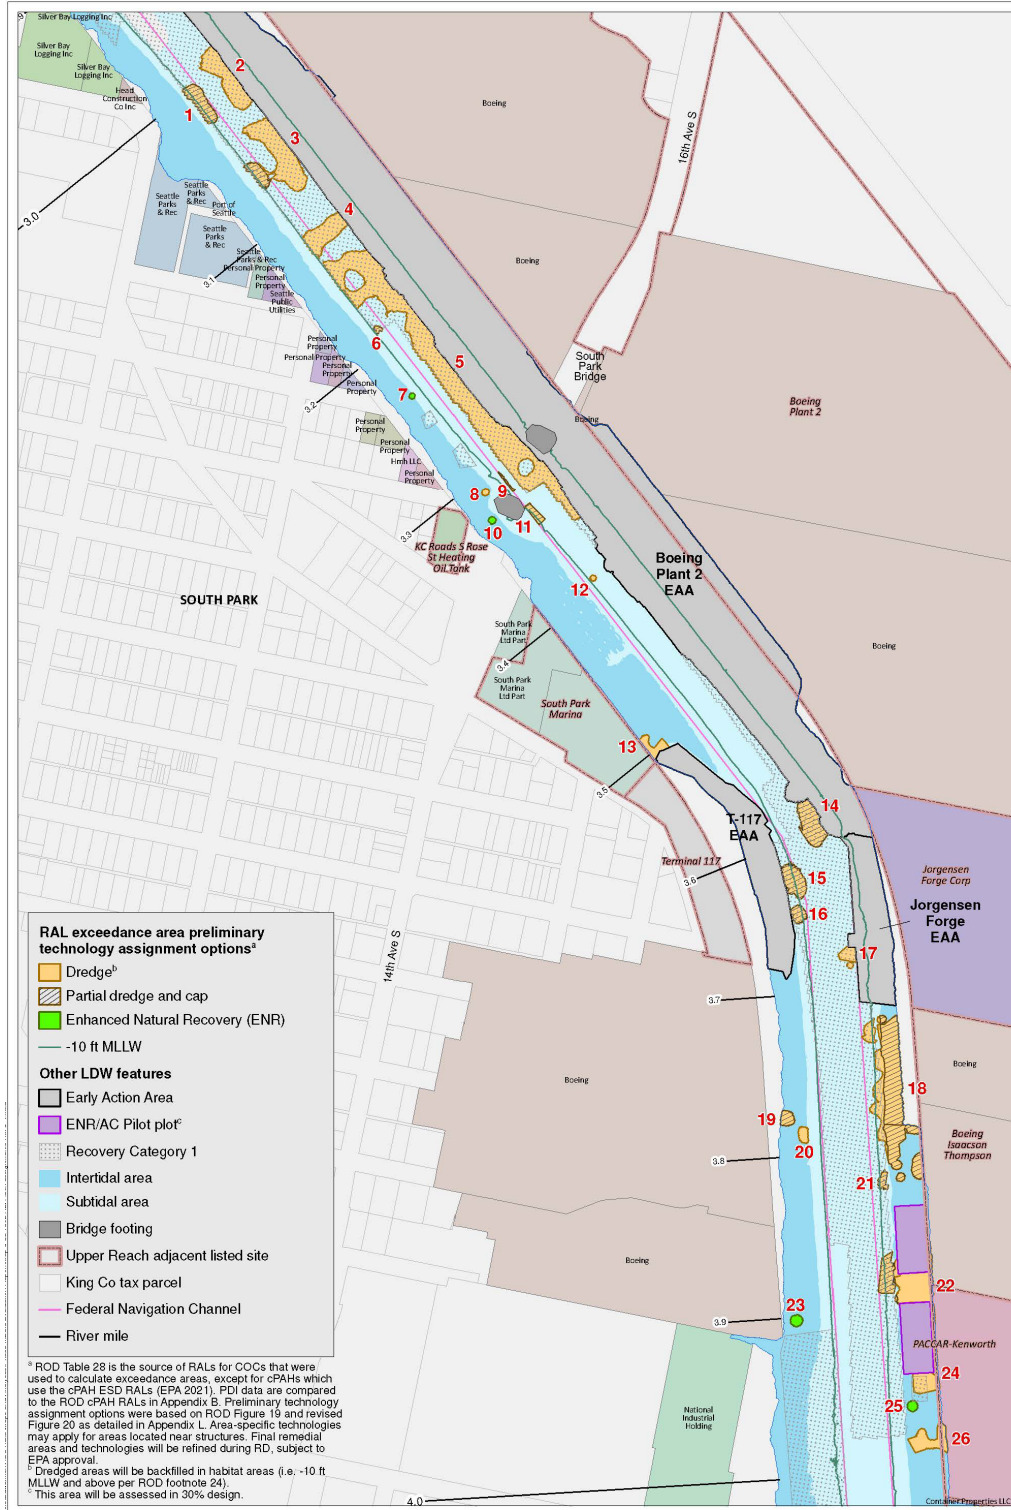 Silver Bay Logging Inc
Silver Bay
Logging Inc
Silver Bay
Logging Inc
Head
Construction
Co Inc
1
2
3
4
5
6
7
8
9
10
11
12
13
14
15
16
17
18
19
20
21
22
23
24
25
26
3.0
3.1
3.2
3.3
3.4
3.5
3.6
3.7
3.8
3.9
4.0
Boeing
Boeing
Boeing
Boeing
Boeing
Boeing
Boeing
16th Ave S
14th Ave S
Seattle
Parks
& Rec
Seattle
Parks
& Rec
Port of
Seattle
Seattle
Parks
& Rec
Seattle
Parks & Rec
Personal Property
Personal
Property
Seattle
Public
Utilities
Personal
Property
Personal Property
Personal
Property
Personal
Property
Personal
Property
Personal
Property
Hmh LLC
Personal
Property
South
Park
Bridge
Boeing
Plant 2
KC Roads S Rose
St Heating
Oil Tank
Boeing
Plant 2
EAA
SOUTH PARK
South Park
Marina
Ltd Part
South Park
Marina
Ltd Part
South Park
Marina
T-117
EAA
Terminal 117
Jorgensen
Forge Corp
Jorgensen
Forge
EAA
Boeing
Isaacson
Thompson
PACCAR-Kenworth
National
Industrial
Holding
Container Properties LLC
RAL exceedance area preliminary
technology assignment optionsᵃ
Dredgeᵇ
Partial dredge and cap
Enhanced Natural Recovery (ENR)
-10 ft MLLW
Other LDW features
Early Action Area
ENR/AC Pilot plotᶜ
Recovery Category 1
Intertidal area
Subtidal area
Bridge footing
Upper Reach adjacent listed site
King Co tax parcel
Federal Navigation Channel
River mile
ᵃ ROD Table 28 is the source of RALs for COCs that were
used to calculate exceedance areas, except for cPAHs which
use the cPAH ESD RALs (EPA 2021). PDI data are compared
to the ROD cPAH RALs in Appendix B. Preliminary technology
assignment options were based on ROD Figure 19 and revised
Figure 20 as detailed in Appendix L. Area-specific technologies
may apply for areas located near structures. Final remedial
areas and technologies will be refined during RD, subject to
EPA approval.
ᵇ Dredged areas will be backfilled in habitat areas (i.e. -10 ft
MLLW and above per ROD footnote 24).
ᶜ This area will be assessed in 30% design.